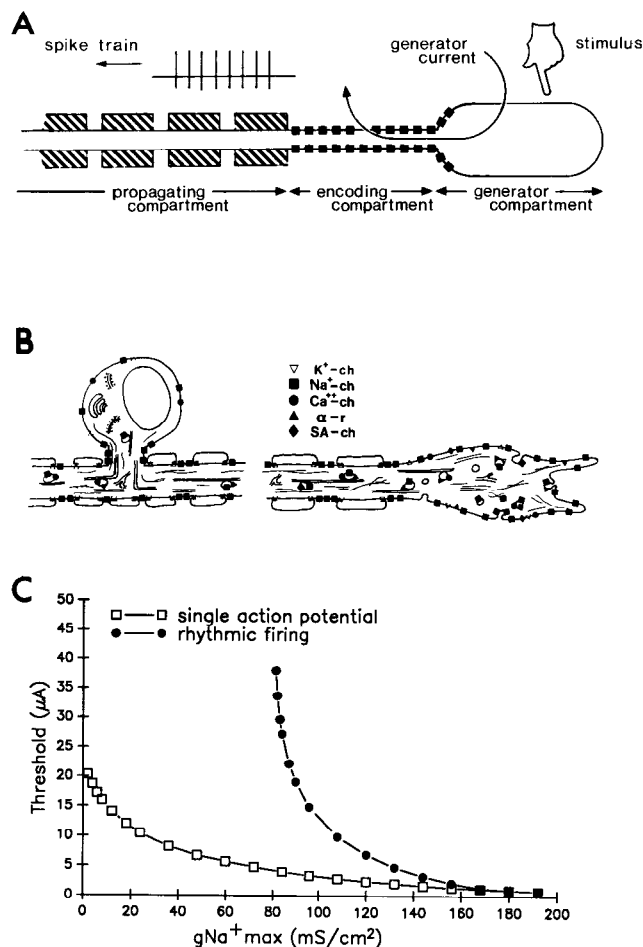 A
spike train
generator
current
stimulus
propagating
compartment
encoding
compartment
generator
compartment
B
K⁺-ch
Na⁺-ch
Ca⁺⁺-ch
α-r
SA-ch
C
single action potential
rhythmic firing
Threshold (μA)
50
45
40
35
30
25
20
15
10
5
0
0 20 40 60 80 100 120 140 160 180 200
gNa⁺max (mS/cm²)